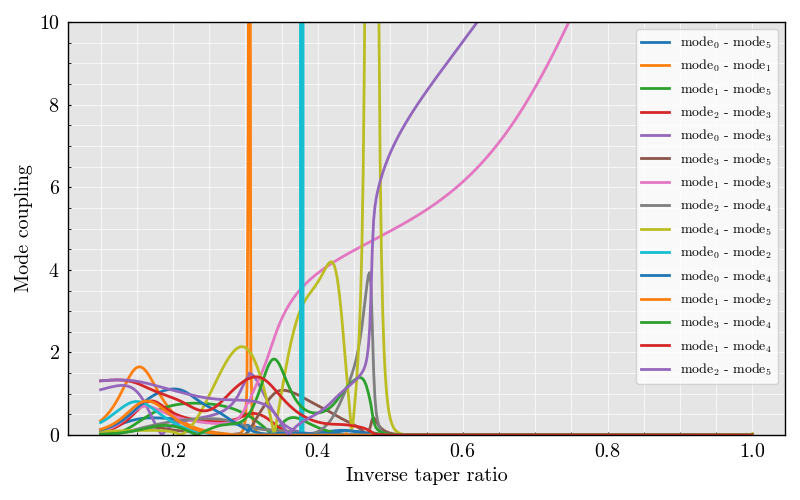 10
8
6
4
2
0
Mode coupling
0.2
0.4
0.6
0.8
1.0
Inverse taper ratio
mode₀ - mode₅
mode₀ - mode₁
mode₁ - mode₅
mode₂ - mode₃
mode₀ - mode₃
mode₃ - mode₅
mode₁ - mode₃
mode₂ - mode₄
mode₄ - mode₅
mode₀ - mode₂
mode₀ - mode₄
mode₁ - mode₂
mode₃ - mode₄
mode₁ - mode₄
mode₂ - mode₅